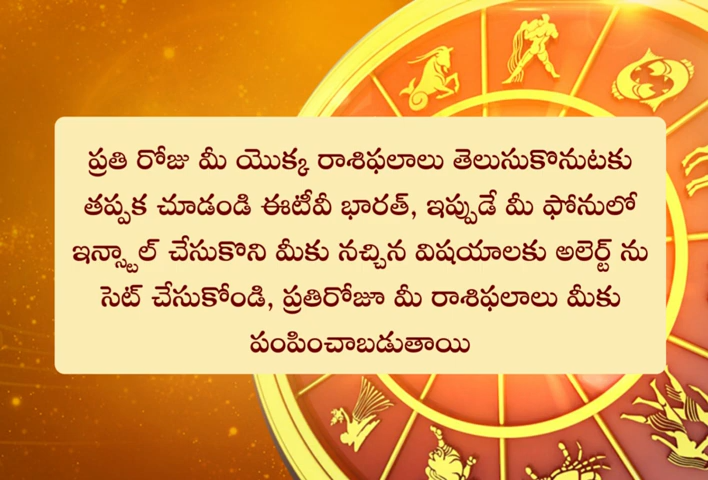 ప్రతి రోజు మీ యొక్క రాశిఫలాలు తెలుసుకొనుటకు
తప్పక చూడండి ఈటీవీ భారత్, ఇప్పుడే మీ ఫోనులో
ఇన్స్టాల్ చేసుకొని మీకు నచ్చిన విషయాలకు అలెర్ట్ ను
సెట్ చేసుకోండి, ప్రతిరోజూ మీ రాశిఫలాలు మీకు
పంపించాబడుతాయి